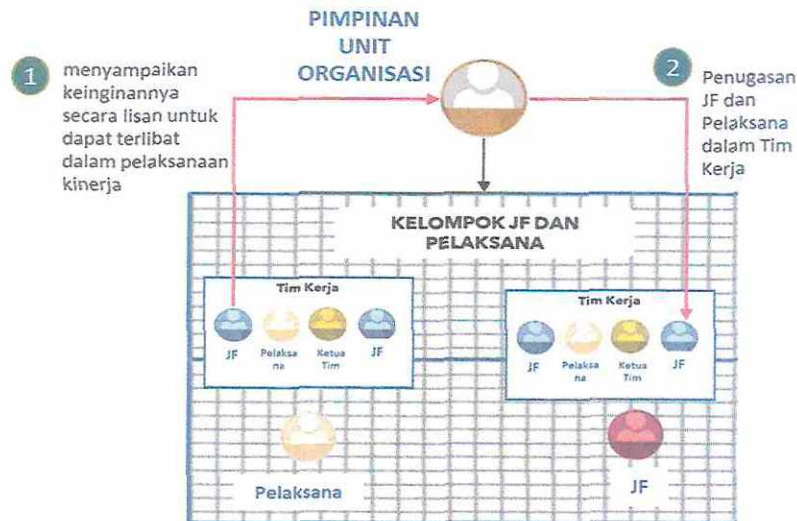 PIMPINAN
UNIT
ORGANISASI
1
menyampaikan
keinginannya
secara lisan untuk
dapat terlibat
dalam pelaksanaan
kinerja
2
Penugasan
JF dan
Pelaksana
dalam Tim
Kerja
KELOMPOK JF DAN
PELAKSANA
Tim Kerja
JF
Pelaksa
na
Ketua
Tim
JF
Tim Kerja
JF
Pelaksa
na
Ketua
Tim
JF
Pelaksana
JF